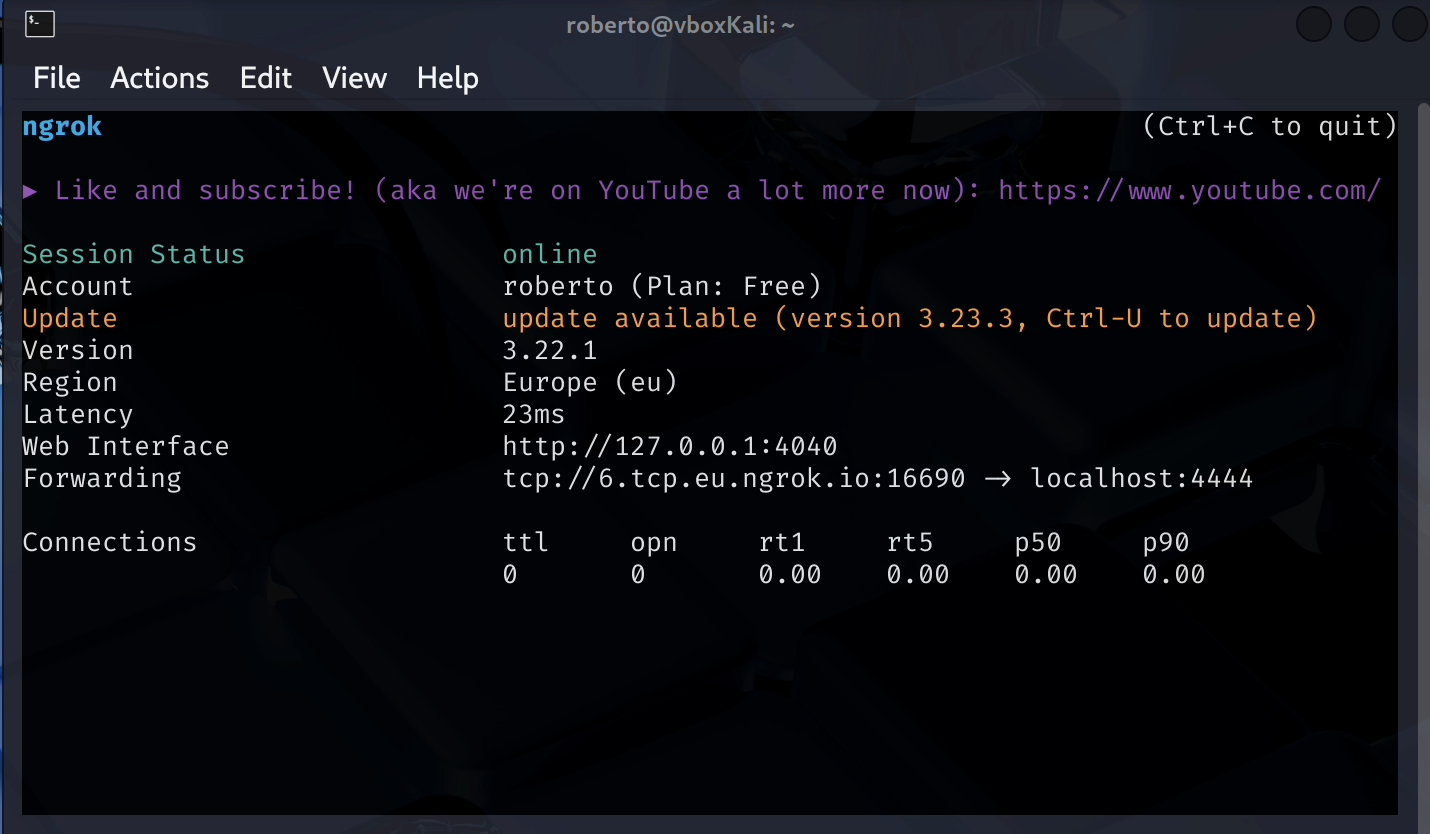 roberto@vboxKali: ~
File Actions Edit View Help
ngrok (Ctrl+C to quit)
▶ Like and subscribe! (aka we're on YouTube a lot more now): https://www.youtube.com/
Session Status online
Account roberto (Plan: Free)
Update update available (version 3.23.3, Ctrl-U to update)
Version 3.22.1
Region Europe (eu)
Latency 23ms
Web Interface http://127.0.0.1:4040
Forwarding tcp://6.tcp.eu.ngrok.io:16690 -> localhost:4444
Connections ttl opn rt1 rt5 p50 p90
0 0 0.00 0.00 0.00 0.00